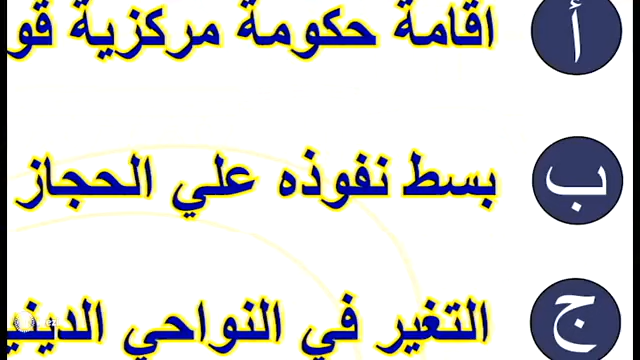 أ اقامة حكومة مركزية
ب بسط نفوذه علي الحجاز
ج التغير في النواحي